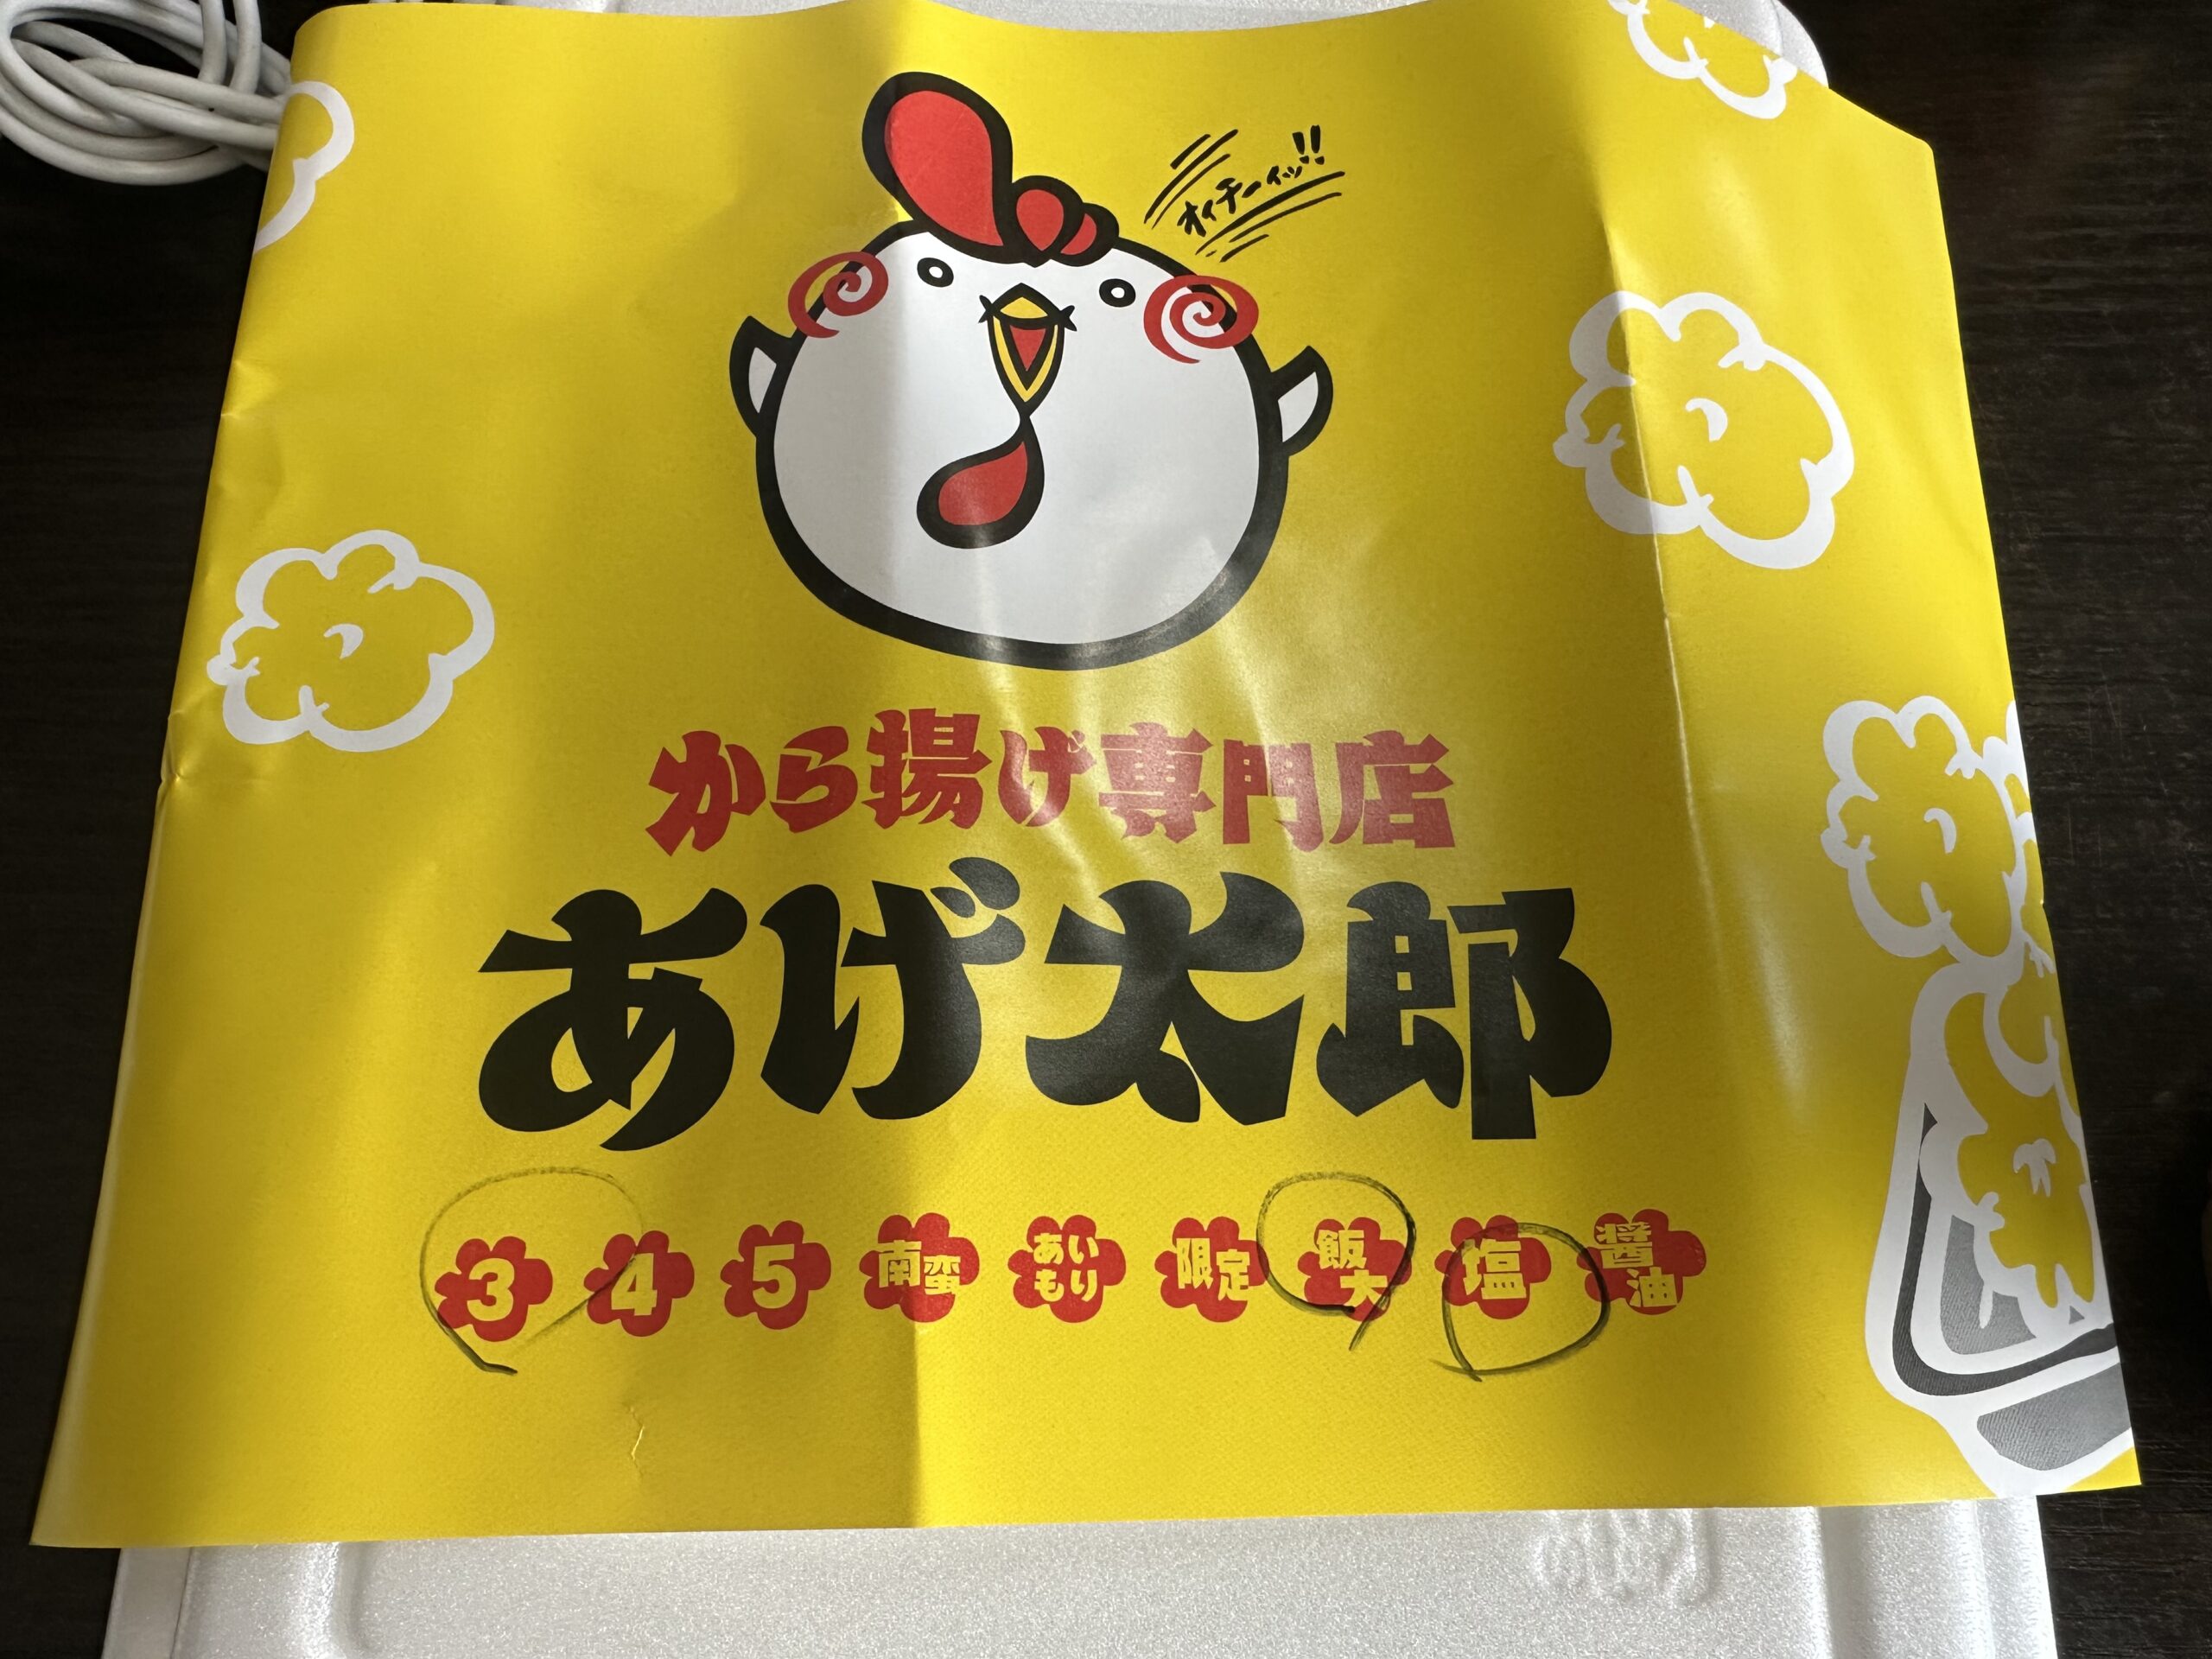 オイチーィッ!!
から揚げ専門店
あげ太郎
3 4 5 南蛮 あいもり 限定 飯大 塩 醤油